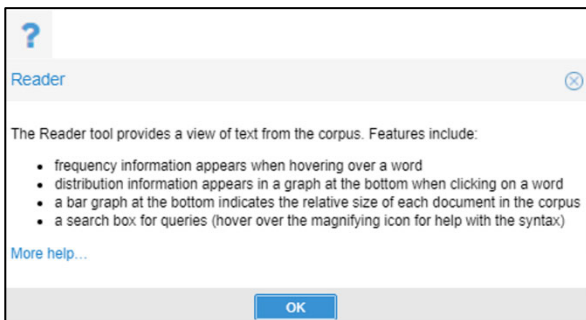 ?
Reader
The Reader tool provides a view of text from the corpus. Features include:
• frequency information appears when hovering over a word
• distribution information appears in a graph at the bottom when clicking on a word
• a bar graph at the bottom indicates the relative size of each document in the corpus
• a search box for queries (hover over the magnifying icon for help with the syntax)
More help...
OK